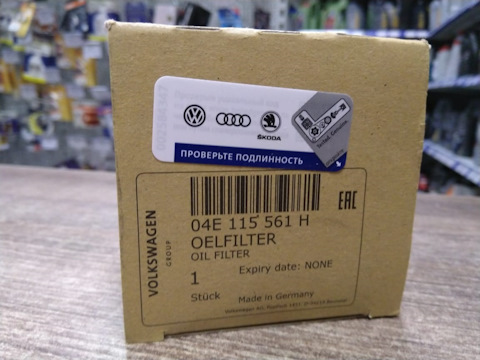 ŠKODA
ПРОВЕРЬТЕ ПОДЛИННОСТЬ
04E 115 561 H
OELFILTER
OIL FILTER
Expiry date: NONE
1
Stück
Made in Germany
VOLKSWAGEN
GROUP
EAC